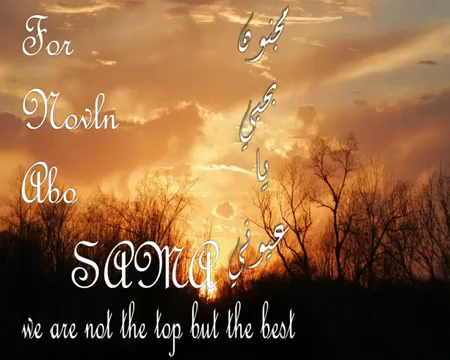 For
Novln
Abo
SAMA
مجنون
بحبي
يا
عيوني
we are not the top but the best